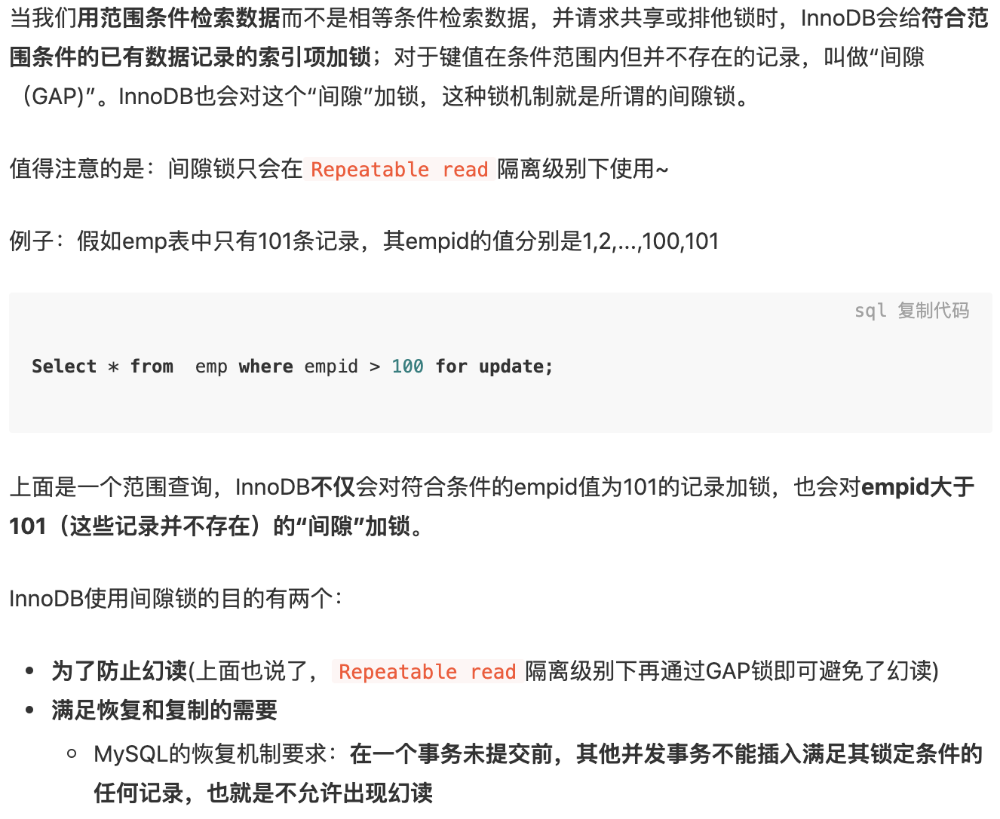 当我们用范围条件检索数据而不是相等条件检索数据，并请求共享或排他锁时，InnoDB会给符合范
围条件的已有数据记录的索引项加锁；对于键值在条件范围内但并不存在的记录，叫做“间隙
（GAP)”。InnoDB也会对这个“间隙”加锁，这种锁机制就是所谓的间隙锁。
值得注意的是：间隙锁只会在 Repeatable read 隔离级别下使用~
例子：假如emp表中只有101条记录，其empid的值分别是1,2,...,100,101
sql 复制代码
Select * from  emp where empid > 100 for update;
上面是一个范围查询，InnoDB不仅会对符合条件的empid值为101的记录加锁，也会对empid大于
101（这些记录并不存在）的“间隙”加锁。
InnoDB使用间隙锁的目的有两个：
• 为了防止幻读(上面也说了， Repeatable read 隔离级别下再通过GAP锁即可避免了幻读)
• 满足恢复和复制的需要
◦ MySQL的恢复机制要求：在一个事务未提交前，其他并发事务不能插入满足其锁定条件的
任何记录，也就是不允许出现幻读